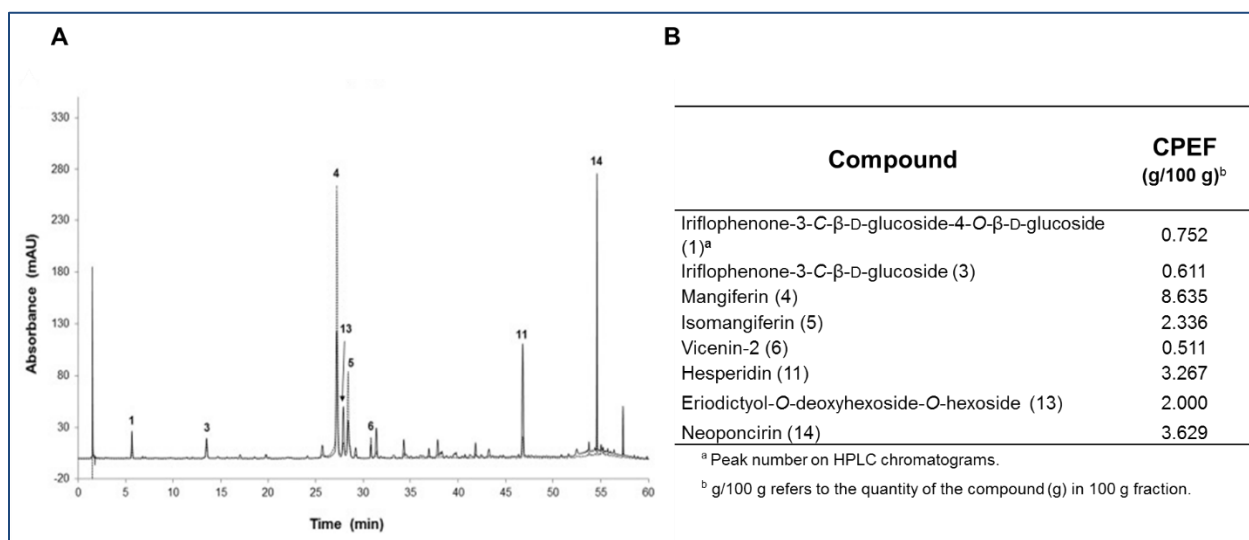 A
Absorbance (mAU)
330
280
230
180
130
80
30
-20
0 5 10 15 20 25 30 35 40 45 50 55 60
Time (min)
1
3
4
13
5
6
11
14
B
Compound CPEF
(g/100 g)ᵇ
Iriflophenone-3-C-β-D-glucoside-4-O-β-D-glucoside
(1)ᵃ 0.752
Iriflophenone-3-C-β-D-glucoside (3) 0.611
Mangiferin (4) 8.635
Isomangiferin (5) 2.336
Vicenin-2 (6) 0.511
Hesperidin (11) 3.267
Eriodictyol-O-deoxyhexoside-O-hexoside (13) 2.000
Neoponcirin (14) 3.629
ᵃ Peak number on HPLC chromatograms.
ᵇ g/100 g refers to the quantity of the compound (g) in 100 g fraction.